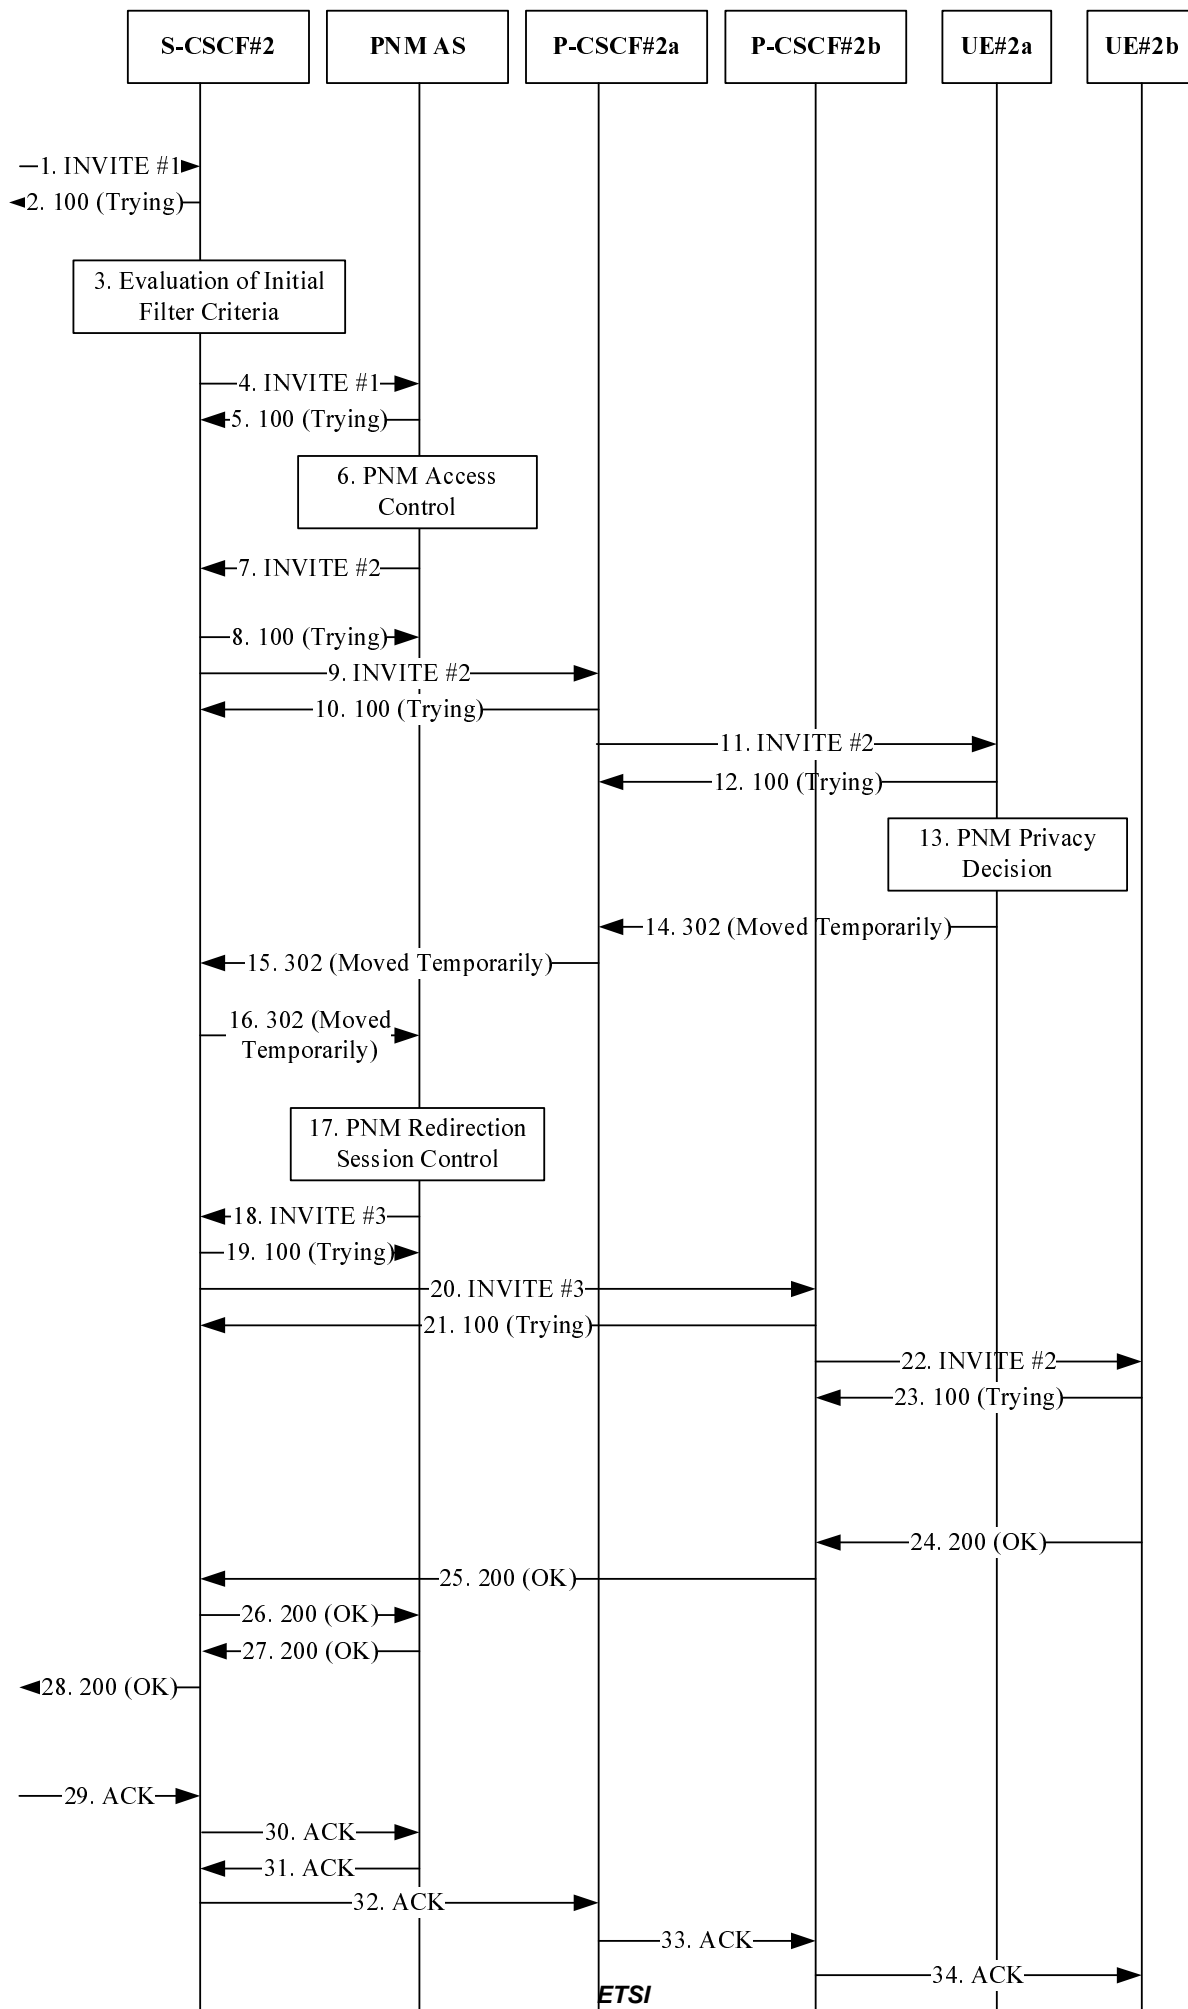 S-CSCF#2 PNM AS P-CSCF#2a P-CSCF#2b UE#2a UE#2b
1. INVITE #1
2. 100 (Trying)
3. Evaluation of Initial
Filter Criteria
4. INVITE #1
5. 100 (Trying)
6. PNM Access
Control
7. INVITE #2
8. 100 (Trying)
9. INVITE #2
10. 100 (Trying)
11. INVITE #2
12. 100 (Trying)
13. PNM Privacy
Decision
14. 302 (Moved Temporarily)
15. 302 (Moved Temporarily)
16. 302 (Moved
Temporarily)
17. PNM Redirection
Session Control
18. INVITE #3
19. 100 (Trying)
20. INVITE #3
21. 100 (Trying)
22. INVITE #2
23. 100 (Trying)
24. 200 (OK)
25. 200 (OK)
26. 200 (OK)
27. 200 (OK)
28. 200 (OK)
29. ACK
30. ACK
31. ACK
32. ACK
33. ACK
34. ACK
ETSI